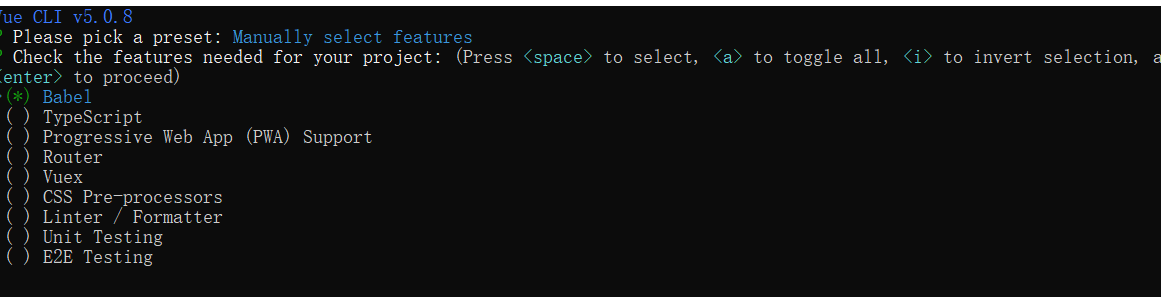 Vue CLI v5.0.8
? Please pick a preset: Manually select features
? Check the features needed for your project: (Press <space> to select, <a> to toggle all, <i> to invert selection, a
<enter> to proceed)
(*) Babel
( ) TypeScript
( ) Progressive Web App (PWA) Support
( ) Router
( ) Vuex
( ) CSS Pre-processors
( ) Linter / Formatter
( ) Unit Testing
( ) E2E Testing